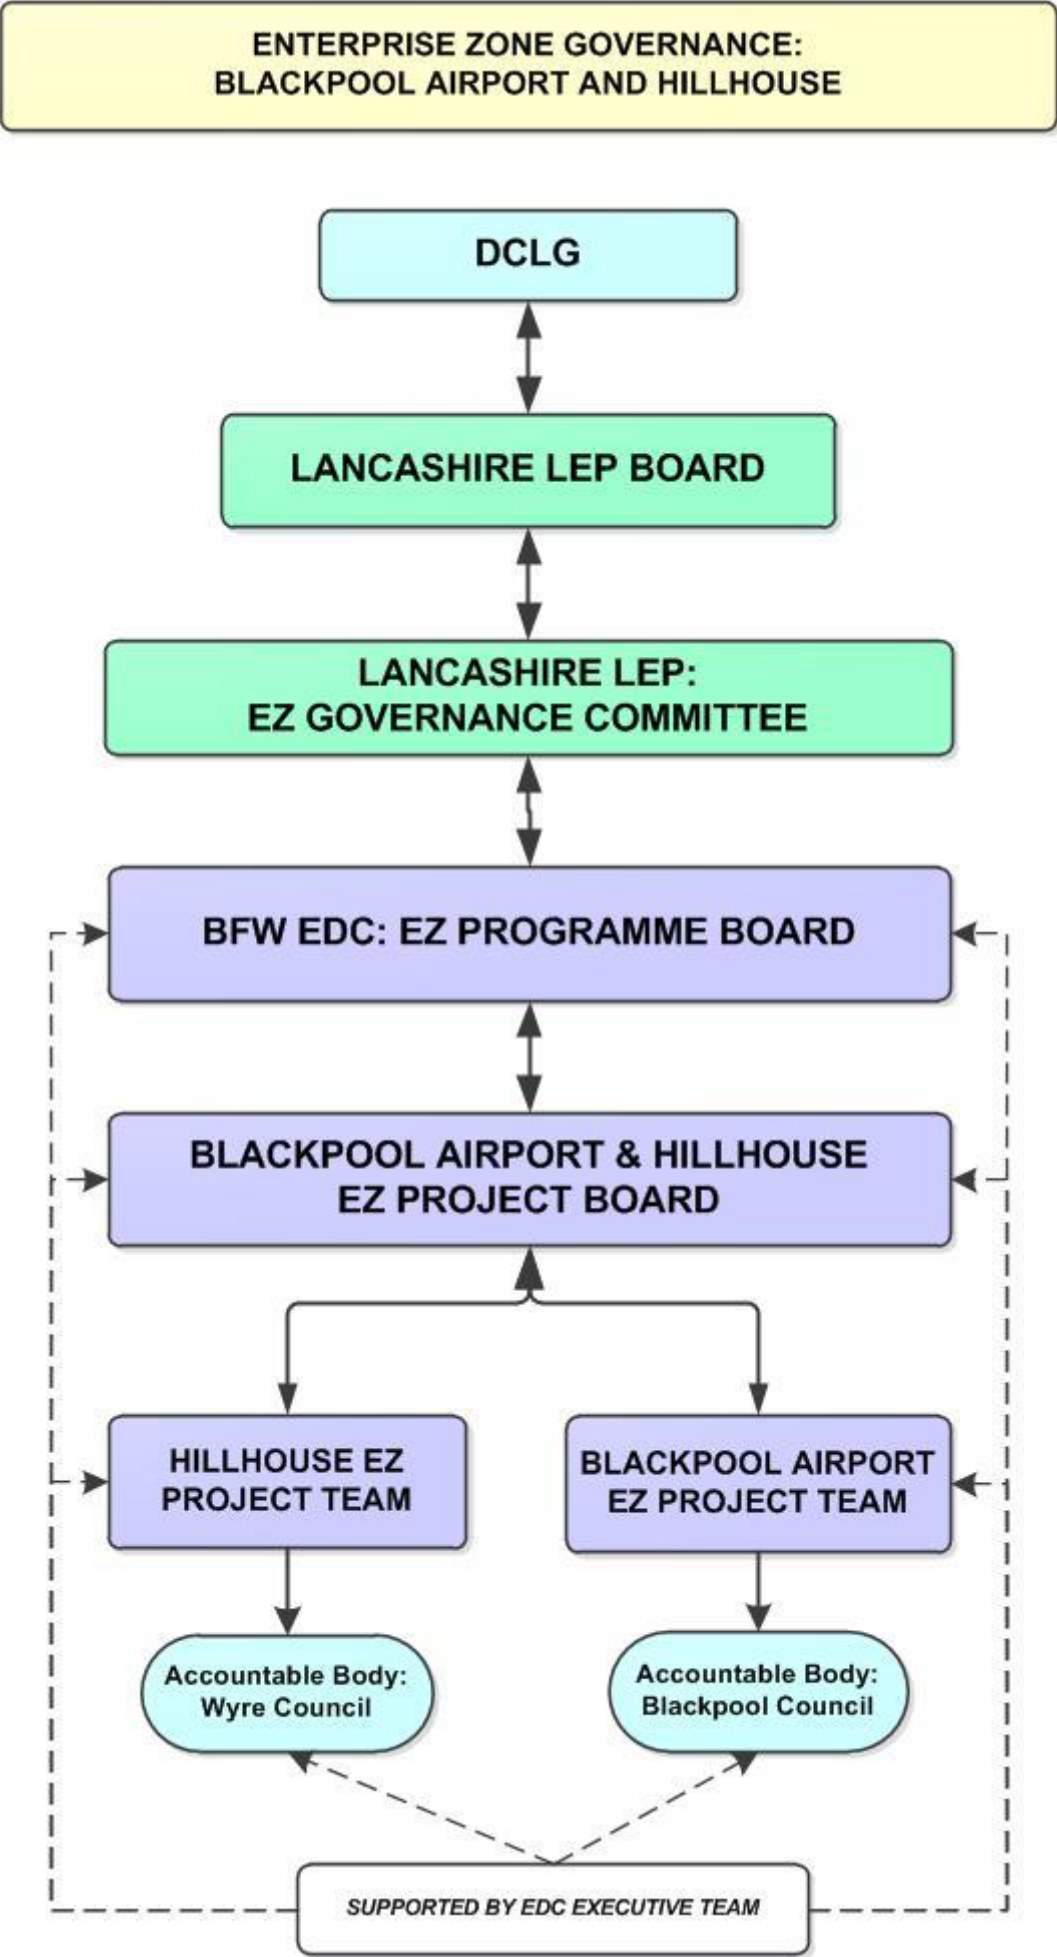 ENTERPRISE ZONE GOVERNANCE:
BLACKPOOL AIRPORT AND HILLHOUSE
DCLG
LANCASHIRE LEP BOARD
LANCASHIRE LEP:
EZ GOVERNANCE COMMITTEE
BFW EDC: EZ PROGRAMME BOARD
BLACKPOOL AIRPORT & HILLHOUSE
EZ PROJECT BOARD
HILLHOUSE EZ
PROJECT TEAM
BLACKPOOL AIRPORT
EZ PROJECT TEAM
Accountable Body:
Wyre Council
Accountable Body:
Blackpool Council
SUPPORTED BY EDC EXECUTIVE TEAM